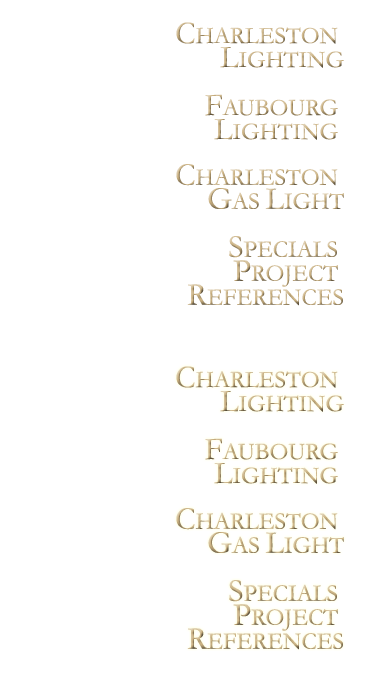 CHARLESTON
LIGHTING
FAUBOURG
LIGHTING
CHARLESTON
GAS LIGHT
SPECIALS
PROJECT
REFERENCES
CHARLESTON
LIGHTING
FAUBOURG
LIGHTING
CHARLESTON
GAS LIGHT
SPECIALS
PROJECT
REFERENCES